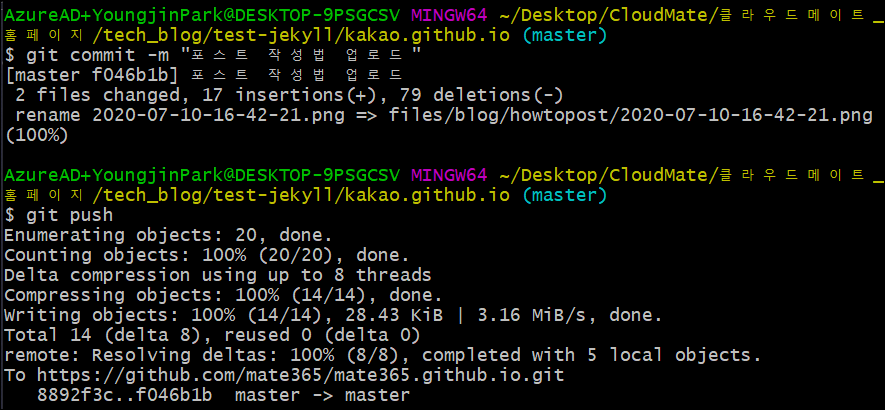 AzureAD+YoungjinPark@DESKTOP-9PSGCSV MINGW64 ~/Desktop/CloudMate/클라우드메이트_
홈페이지/tech_blog/test-jekyll/kakao.github.io (master)
$ git commit -m "포스트 작성법 업로드"
[master f046b1b] 포스트 작성법 업로드
 2 files changed, 17 insertions(+), 79 deletions(-)
 rename 2020-07-10-16-42-21.png => files/blog/howtopost/2020-07-10-16-42-21.png
(100%)

AzureAD+YoungjinPark@DESKTOP-9PSGCSV MINGW64 ~/Desktop/CloudMate/클라우드메이트_
홈페이지/tech_blog/test-jekyll/kakao.github.io (master)
$ git push
Enumerating objects: 20, done.
Counting objects: 100% (20/20), done.
Delta compression using up to 8 threads
Compressing objects: 100% (14/14), done.
Writing objects: 100% (14/14), 28.43 KiB | 3.16 MiB/s, done.
Total 14 (delta 8), reused 0 (delta 0)
remote: Resolving deltas: 100% (8/8), completed with 5 local objects.
To https://github.com/mate365/mate365.github.io.git
   8892f3c..f046b1b  master -> master